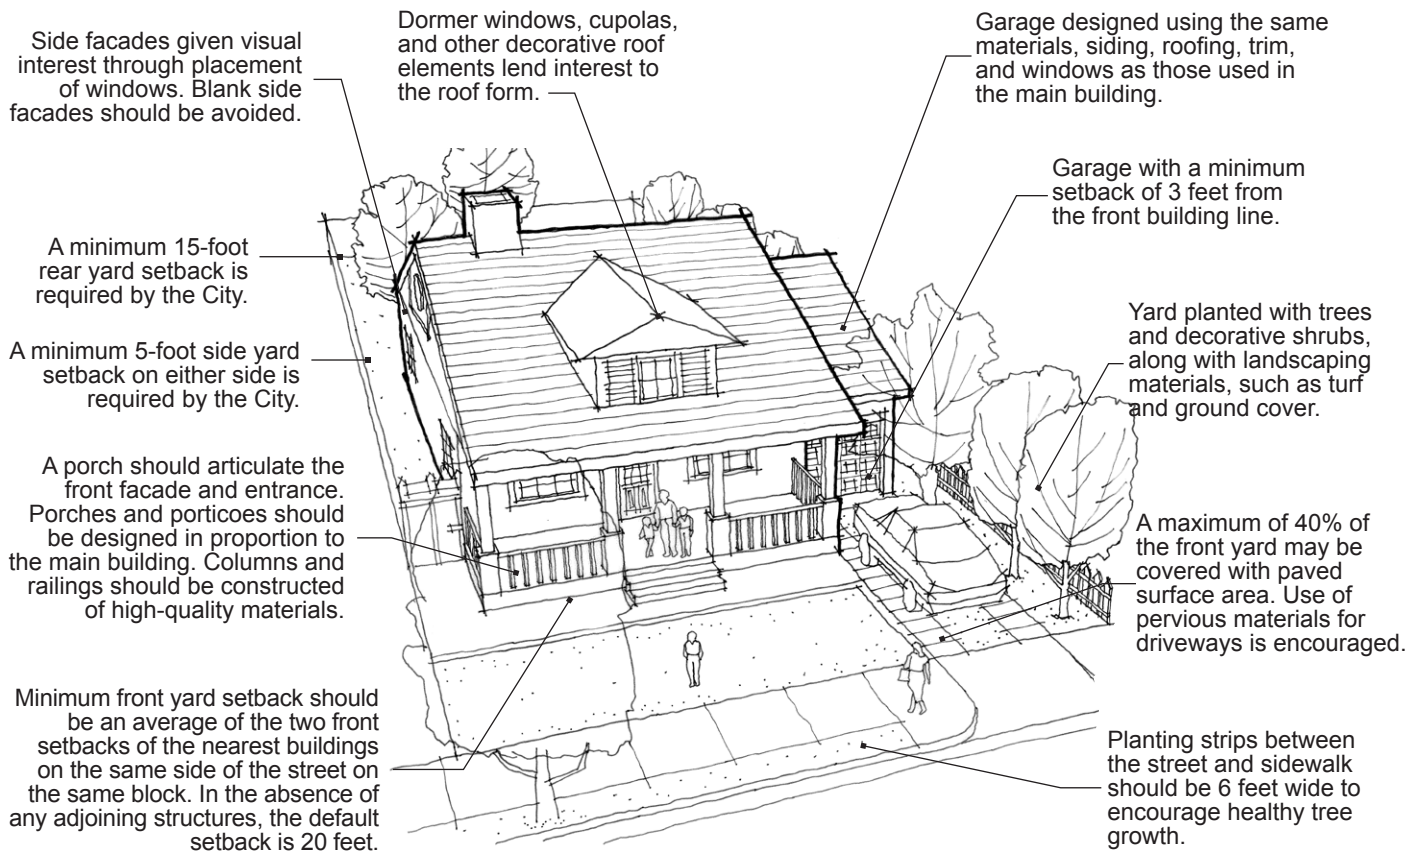 Side facades given visual
interest through placement
of windows. Blank side
facades should be avoided.
Dormer windows, cupolas,
and other decorative roof
elements lend interest to
the roof form.
Garage designed using the same
materials, siding, roofing, trim,
and windows as those used in
the main building.
Garage with a minimum
setback of 3 feet from
the front building line.
A minimum 15-foot
rear yard setback is
required by the City.
A minimum 5-foot side yard
setback on either side is
required by the City.
Yard planted with trees
and decorative shrubs,
along with landscaping
materials, such as turf
and ground cover.
A porch should articulate the
front facade and entrance.
Porches and porticoes should
be designed in proportion to
the main building. Columns and
railings should be constructed
of high-quality materials.
A maximum of 40% of
the front yard may be
covered with paved
surface area. Use of
pervious materials for
driveways is encouraged.
Minimum front yard setback should
be an average of the two front
setbacks of the nearest buildings
on the same side of the street on
the same block. In the absence of
any adjoining structures, the default
setback is 20 feet.
Planting strips between
the street and sidewalk
should be 6 feet wide to
encourage healthy tree
growth.